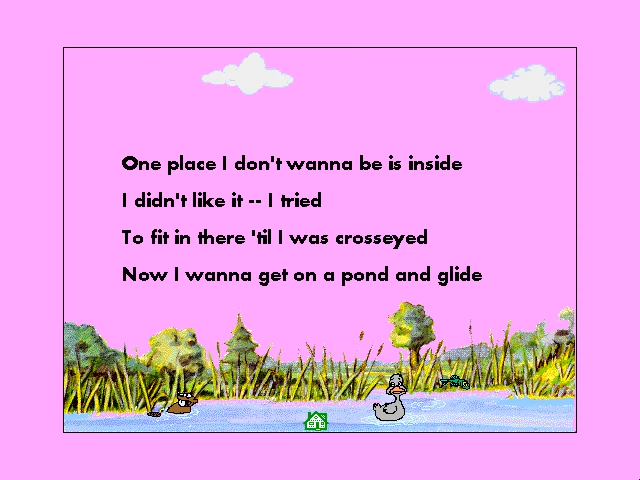 One place I don't wanna be is inside
I didn't like it -- I tried
To fit in there 'til I was crosseyed
Now I wanna get on a pond and glide